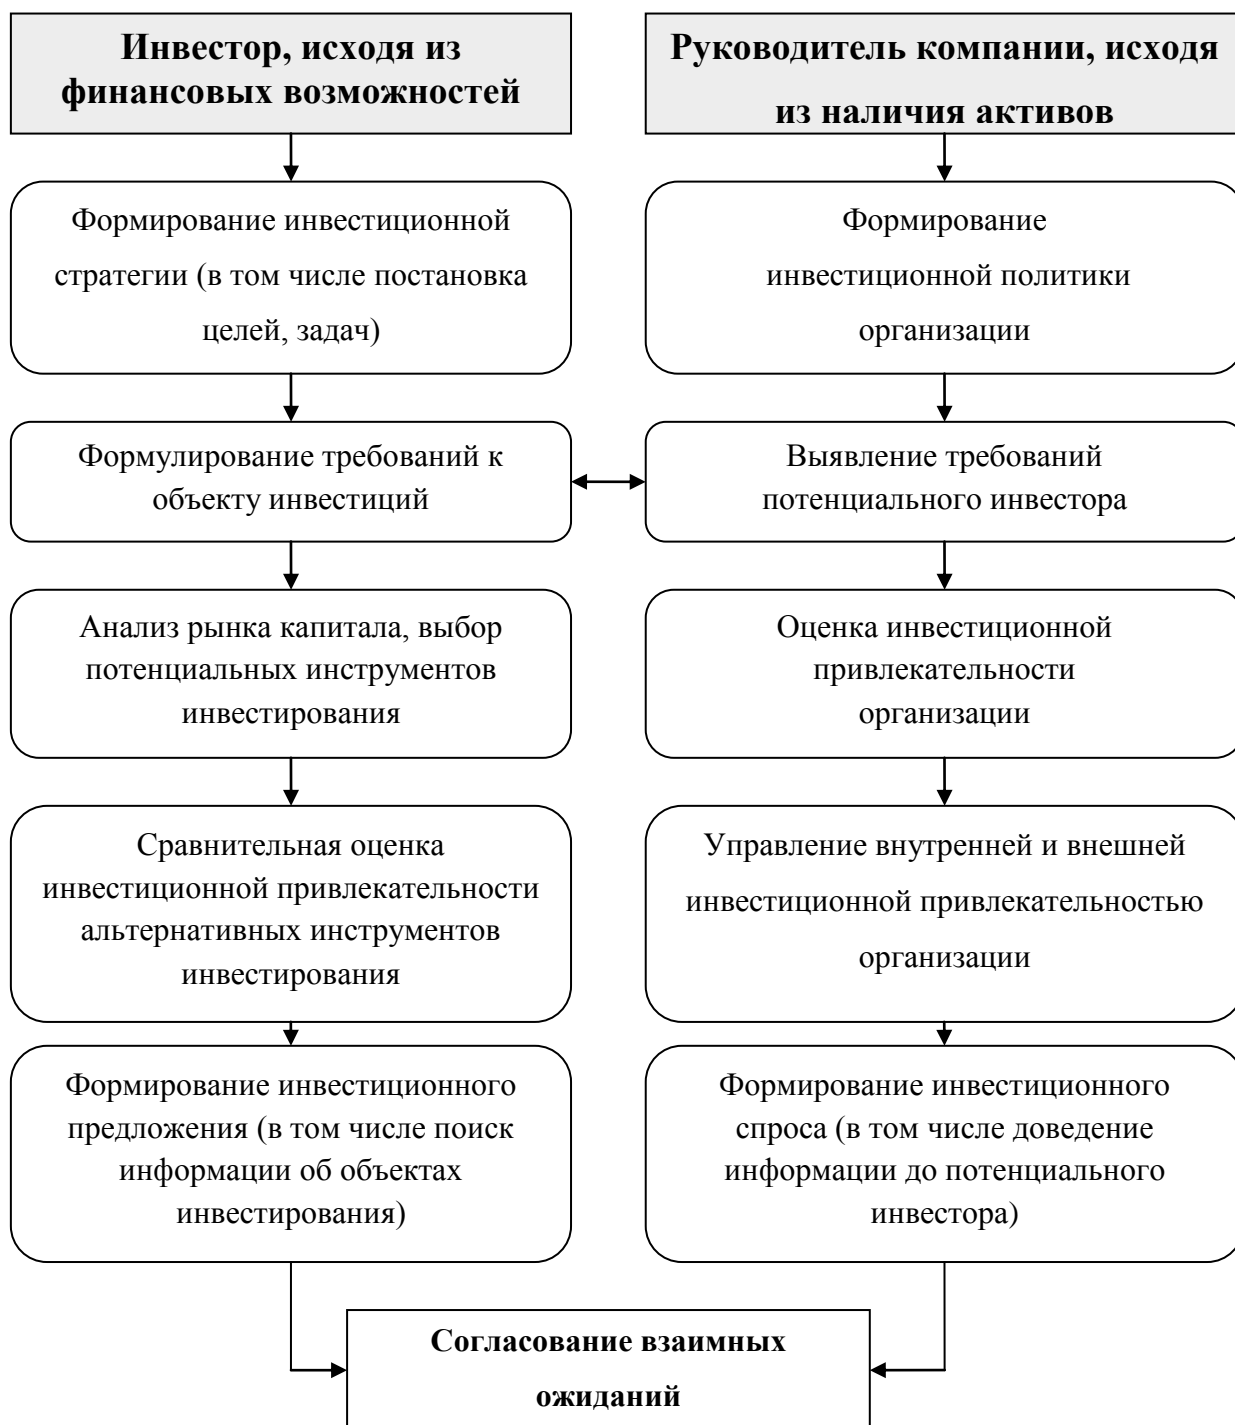 Инвестор, исходя из
финансовых возможностей
Руководитель компании, исходя
из наличия активов
Формирование инвестиционной
стратегии (в том числе постановка
целей, задач)
Формирование
инвестиционной политики
организации
Формулирование требований к
объекту инвестиций
Выявление требований
потенциального инвестора
Анализ рынка капитала, выбор
потенциальных инструментов
инвестирования
Оценка инвестиционной
привлекательности
организации
Сравнительная оценка
инвестиционной привлекательности
альтернативных инструментов
инвестирования
Управление внутренней и внешней
инвестиционной привлекательностью
организации
Формирование инвестиционного
предложения (в том числе поиск
информации об объектах
инвестирования)
Формирование инвестиционного
спроса (в том числе доведение
информации до потенциального
инвестора)
Согласование взаимных
ожиданий